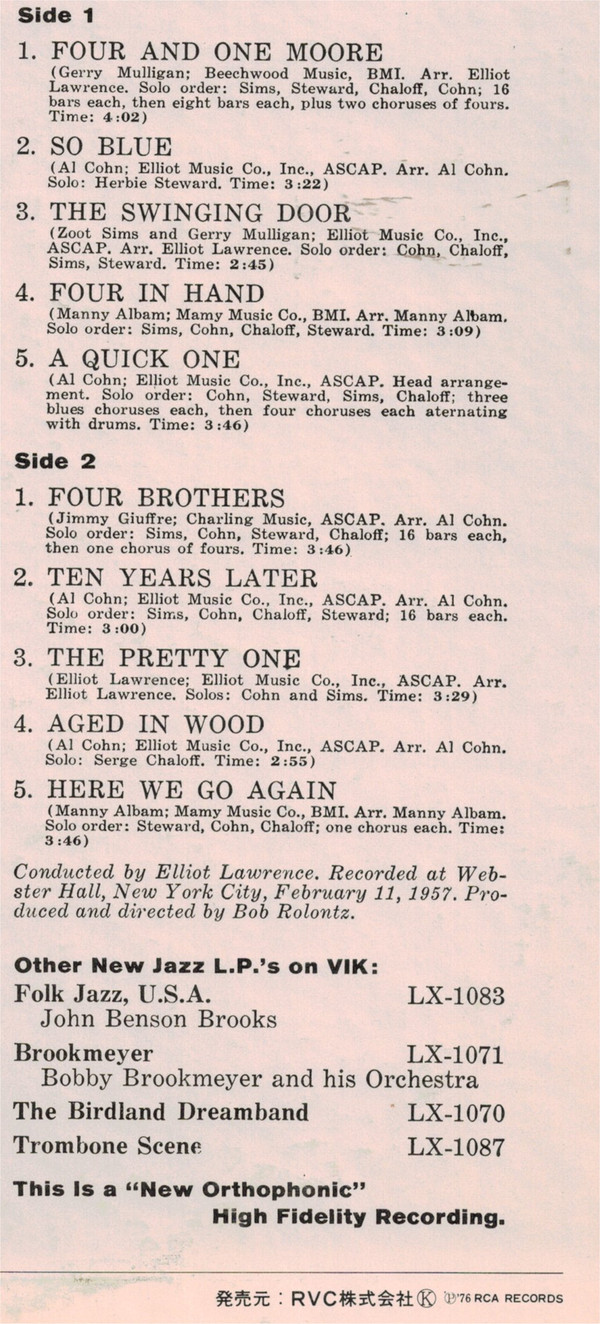 Side 1
1. FOUR AND ONE MOORE
(Gerry Mulligan; Beechwood Music, BMI. Arr. Elliot
Lawrence. Solo order: Sims, Steward, Chaloff, Cohn; 16
bars each, then eight bars each, plus two choruses of fours.
Time: 4:02)
2. SO BLUE
(Al Cohn; Elliot Music Co., Inc., ASCAP. Arr. Al Cohn.
Solo: Herbie Steward. Time: 3:22)
3. THE SWINGING DOOR
(Zoot Sims and Gerry Mulligan; Elliot Music Co., Inc.,
ASCAP. Arr. Elliot Lawrence. Solo order: Cohn, Chaloff,
Sims, Steward. Time: 2:45)
4. FOUR IN HAND
(Manny Albam; Mamy Music Co., BMI. Arr. Manny Albam.
Solo order: Sims, Cohn, Chaloff, Steward. Time: 3:09)
5. A QUICK ONE
(Al Cohn; Elliot Music Co., Inc., ASCAP. Head arrange-
ment. Solo order: Cohn, Steward, Sims, Chaloff; three
blues choruses each, then four choruses each aternating
with drums. Time: 3:46)
Side 2
1. FOUR BROTHERS
(Jimmy Giuffre; Charling Music, ASCAP. Arr. Al Cohn.
Solo order: Sims, Cohn, Steward, Chaloff; 16 bars each,
then one chorus of fours. Time: 3:46)
2. TEN YEARS LATER
(Al Cohn; Elliot Music Co., Inc., ASCAP. Arr. Al Cohn.
Solo order: Sims, Cohn, Chaloff, Steward; 16 bars each.
Time: 3:00)
3. THE PRETTY ONE
(Elliot Lawrence; Elliot Music Co., Inc., ASCAP. Arr.
Elliot Lawrence. Solos: Cohn and Sims. Time: 3:29)
4. AGED IN WOOD
(Al Cohn; Elliot Music Co., Inc., ASCAP. Arr. Al Cohn.
Solo: Serge Chaloff. Time: 2:55)
5. HERE WE GO AGAIN
(Manny Albam; Mamy Music Co., BMI. Arr. Manny Albam.
Solo order: Steward, Cohn, Chaloff; one chorus each. Time:
3:46)
Conducted by Elliot Lawrence. Recorded at Web-
ster Hall, New York City, February 11, 1957. Pro-
duced and directed by Bob Rolontz.
Other New Jazz L.P.'s on VIK:
Folk Jazz, U.S.A. LX-1083
John Benson Brooks
Brookmeyer LX-1071
Bobby Brookmeyer and his Orchestra
The Birdland Dreamband LX-1070
Trombone Scene LX-1087
This Is a “New Orthophonic”
High Fidelity Recording.
発売元：RVC株式会社Ⓚ ℗'76 RCA RECORDS